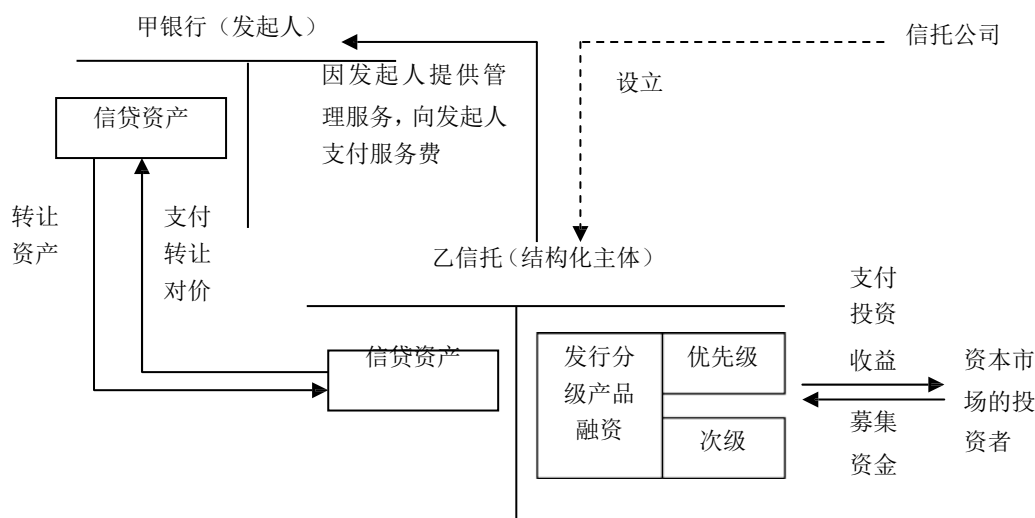 甲银行（发起人）
信托公司
因发起人提供管
理服务，向发起人
支付服务费
设立
信贷资产
转让
资产
支付
转让
对价
乙信托（结构化主体）
支付
投资
收益
信贷资产
发行分
级产品
融资
优先级
次级
募集
资金
资本市
场的投
资者